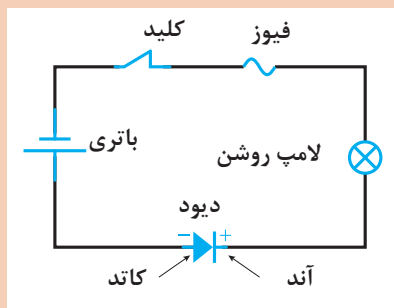 فیوز
کلید
باتری
لامپ روشن
دیود
− +
آند
کاتد